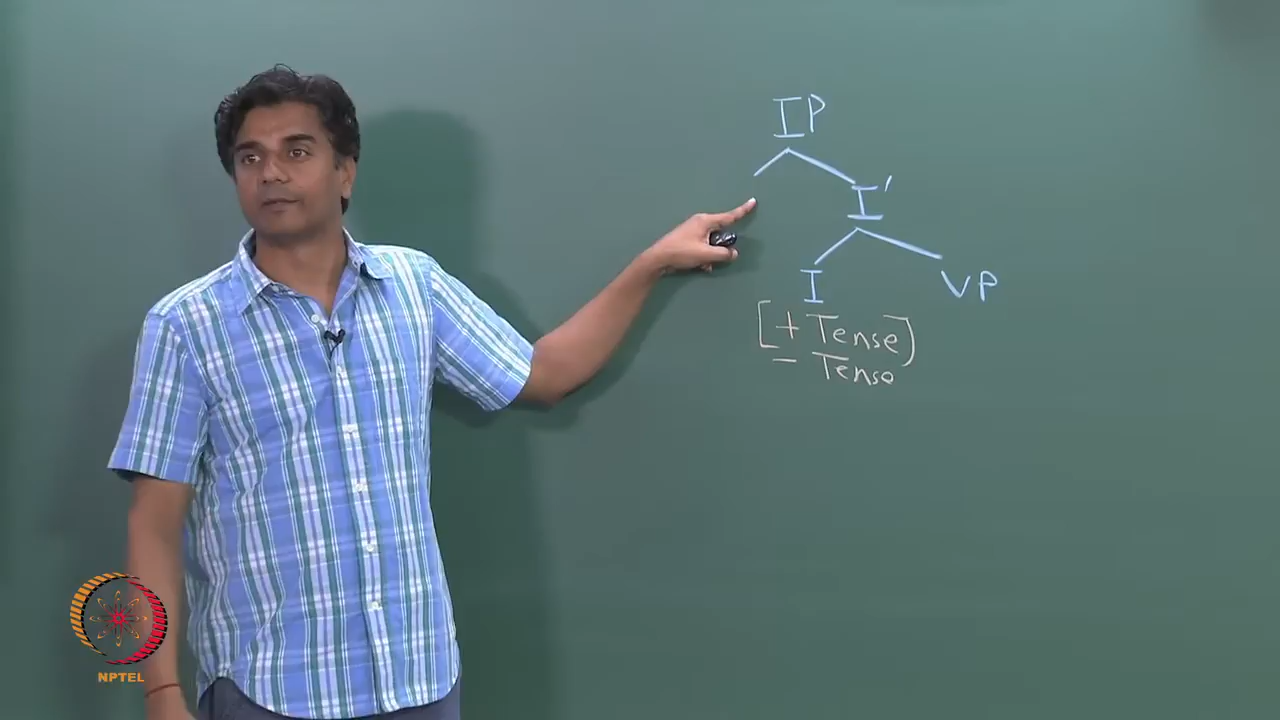 IP
I'
I VP
[+ Tense]
- Tense
NPTEL